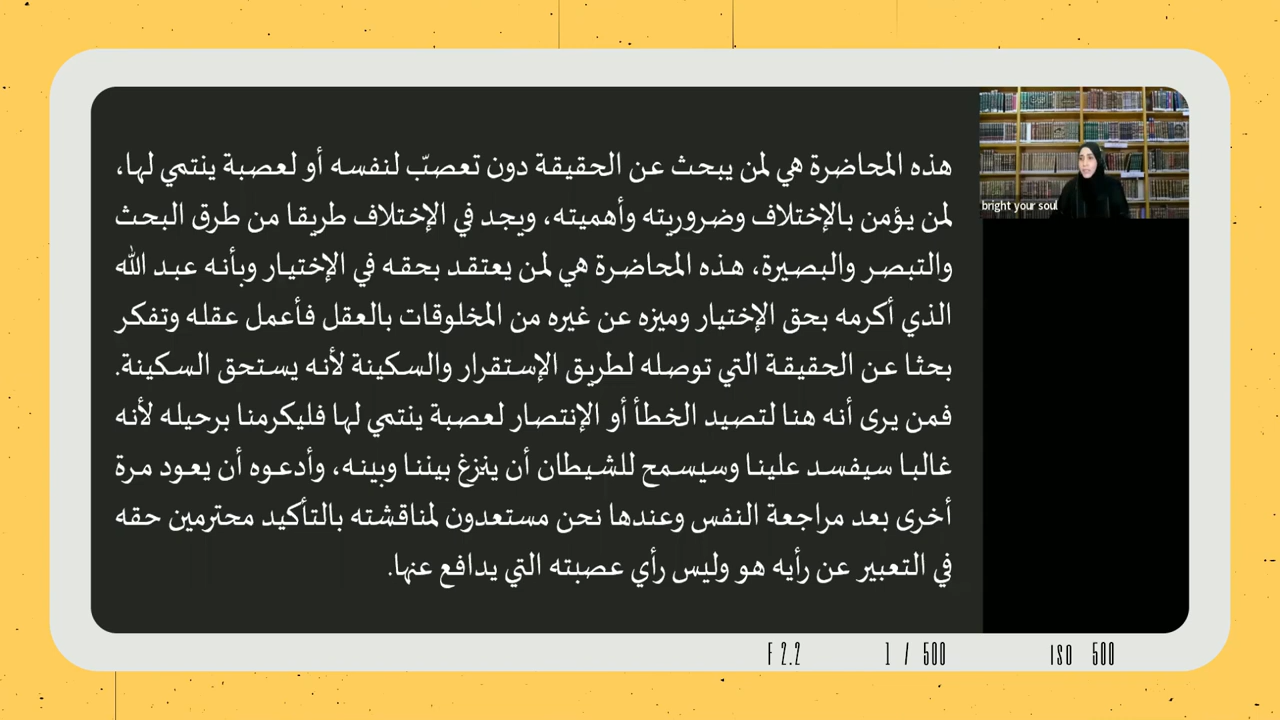 هذه المحاضرة هي لمن يبحث عن الحقيقة دون تعصبّ لنفسه أو لعصبة ينتمي لها،
لمن يؤمن بالإختلاف وضروريته وأهميته، ويجد في الإختلاف طريقا من طرق البحث
والتبصر والبصيرة، هذه المحاضرة هي لمن يعتقد بحقه في الإختيار وبأنه عبد الله
الذي أكرمه بحق الإختيار وميزه عن غيره من المخلوقات بالعقل فأعمل عقله وتفكر
بحثا عن الحقيقة التي توصله لطريق الإستقرار والسكينة لأنه يستحق السكينة.
فمن يرى أنه هنا لتصيد الخطأ أو الإنتصار لعصبة ينتمي لها فليكرمنا برحيله لأنه
غالبا سيفسد علينا وسيسمح للشيطان أن ينزغ بيننا وبينه، وأدعوه أن يعود مرة
أخرى بعد مراجعة النفس وعندها نحن مستعدون لمناقشته بالتأكيد محترمين حقه
في التعبير عن رأيه هو وليس رأي عصبته التي يدافع عنها.
bright your soul
F 2.2 1 / 500 ISO 500